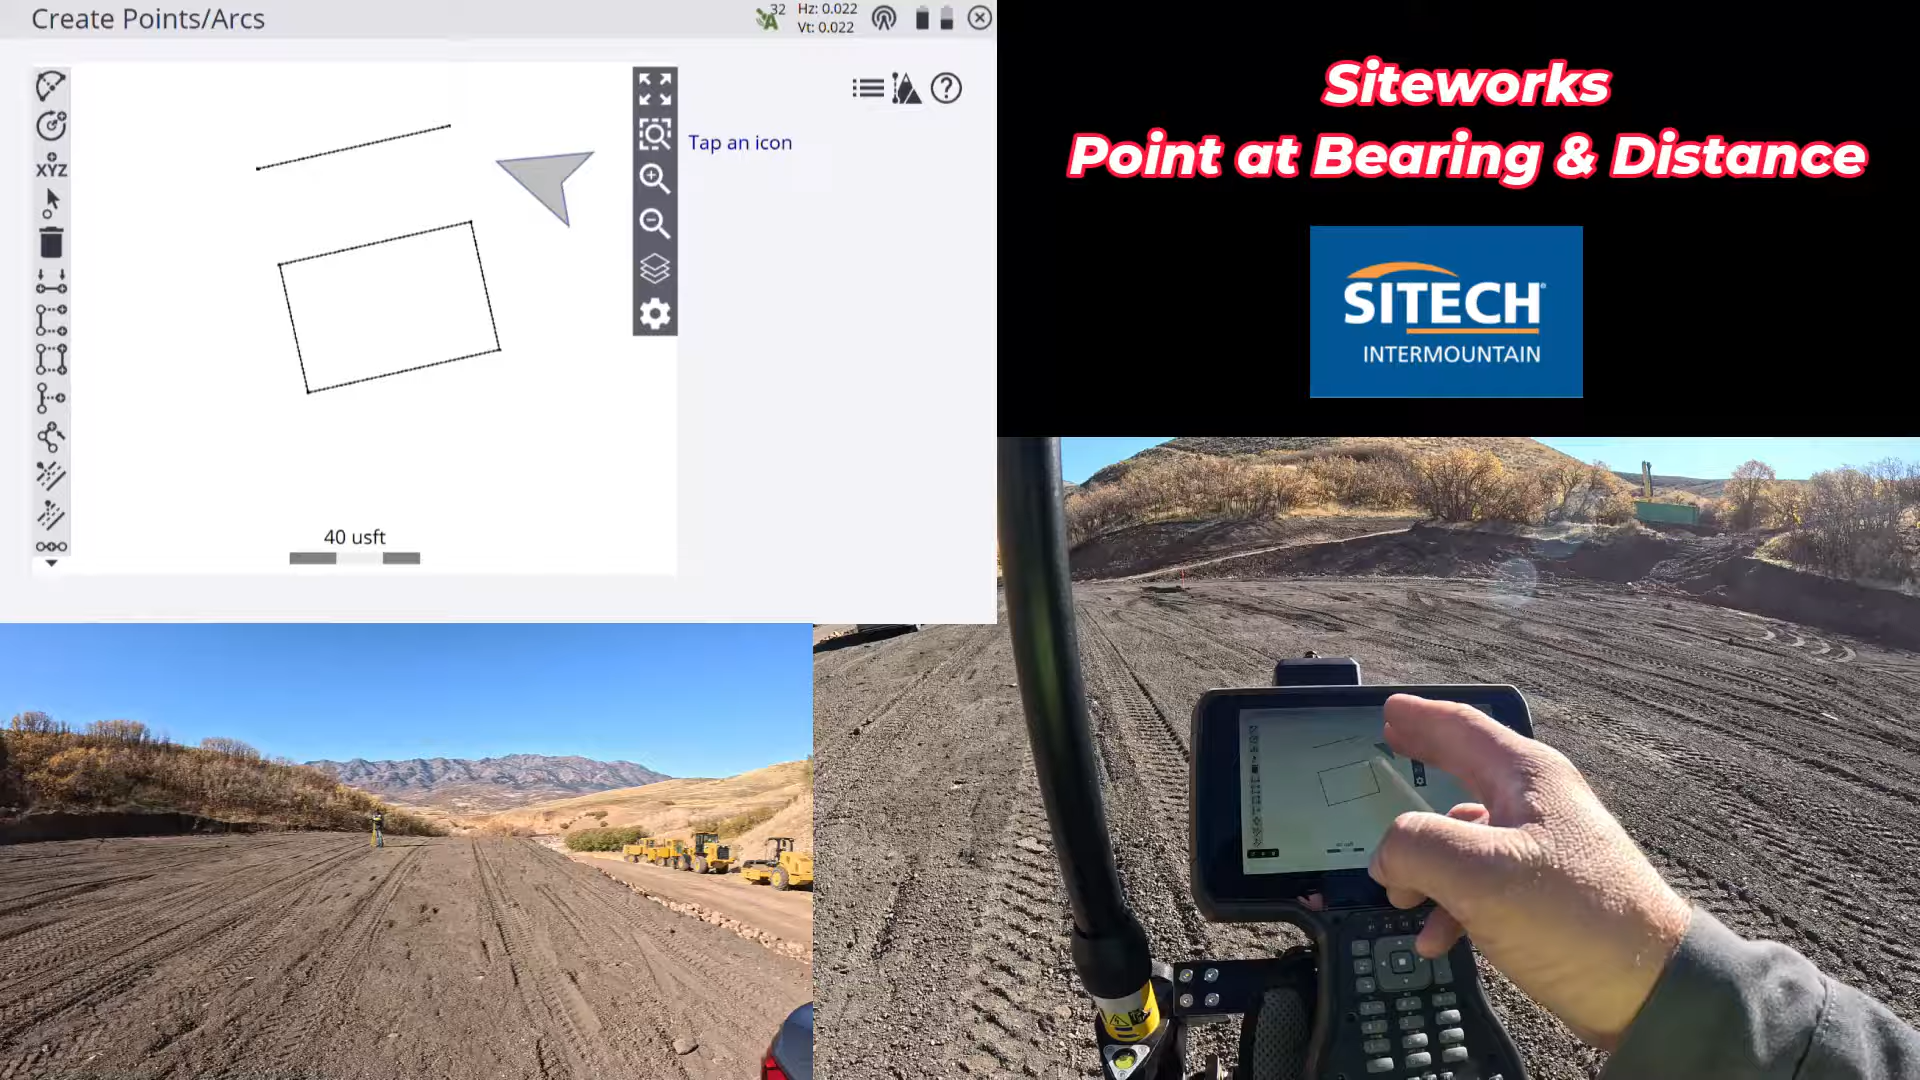 Create Points/Arcs
32
Hz: 0.022
Vt: 0.022
XYZ
Tap an icon
40 usft
Siteworks
Point at Bearing & Distance
SITECH
INTERMOUNTAIN